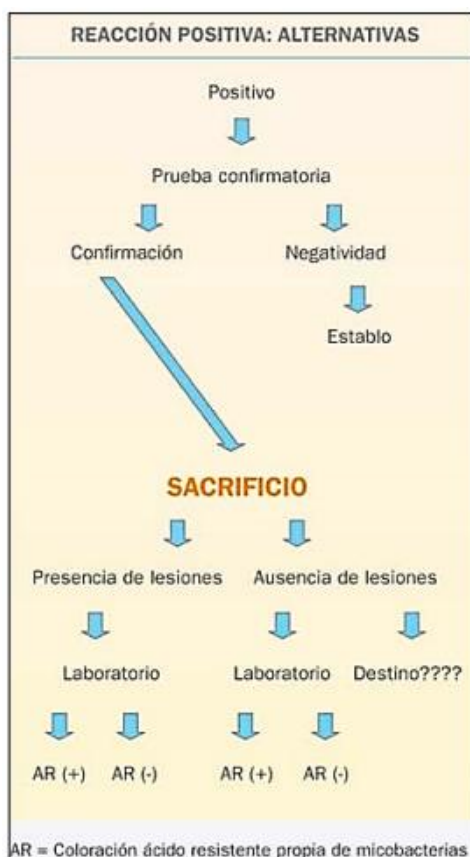 REACCIÓN POSITIVA: ALTERNATIVAS
Positivo
Prueba confirmatoria
Confirmación Negatividad
Establo
SACRIFICIO
Presencia de lesiones Ausencia de lesiones
Laboratorio Laboratorio Destino????
AR (+) AR (-) AR (+) AR (-)
AR = Coloración ácido resistente propia de micobacterias